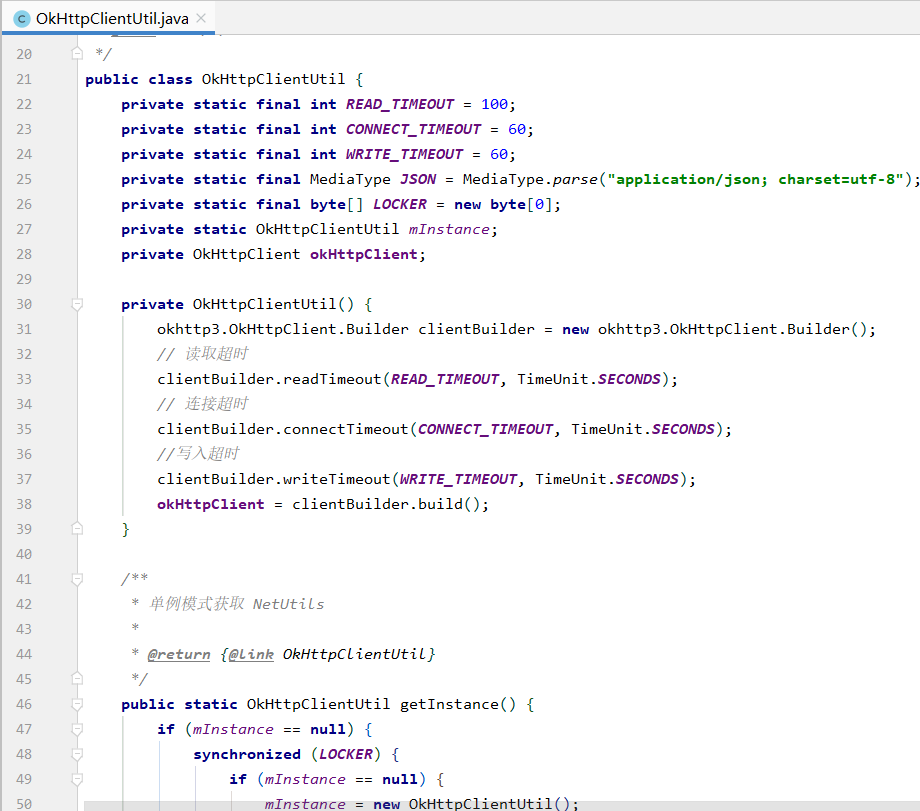 OkHttpClientUtil.java
20 */
21 public class OkHttpClientUtil {
22 private static final int READ_TIMEOUT = 100;
23 private static final int CONNECT_TIMEOUT = 60;
24 private static final int WRITE_TIMEOUT = 60;
25 private static final MediaType JSON = MediaType.parse("application/json; charset=utf-8");
26 private static final byte[] LOCKER = new byte[0];
27 private static OkHttpClientUtil mInstance;
28 private OkHttpClient okHttpClient;
29
30 private OkHttpClientUtil() {
31 okhttp3.OkHttpClient.Builder clientBuilder = new okhttp3.OkHttpClient.Builder();
32 // 读取超时
33 clientBuilder.readTimeout(READ_TIMEOUT, TimeUnit.SECONDS);
34 // 连接超时
35 clientBuilder.connectTimeout(CONNECT_TIMEOUT, TimeUnit.SECONDS);
36 //写入超时
37 clientBuilder.writeTimeout(WRITE_TIMEOUT, TimeUnit.SECONDS);
38 okHttpClient = clientBuilder.build();
39 }
40
41 /**
42 * 单例模式获取 NetUtils
43 *
44 * @return {@link OkHttpClientUtil}
45 */
46 public static OkHttpClientUtil getInstance() {
47 if (mInstance == null) {
48 synchronized (LOCKER) {
49 if (mInstance == null) {
50 mInstance = new OkHttpClientUtil();